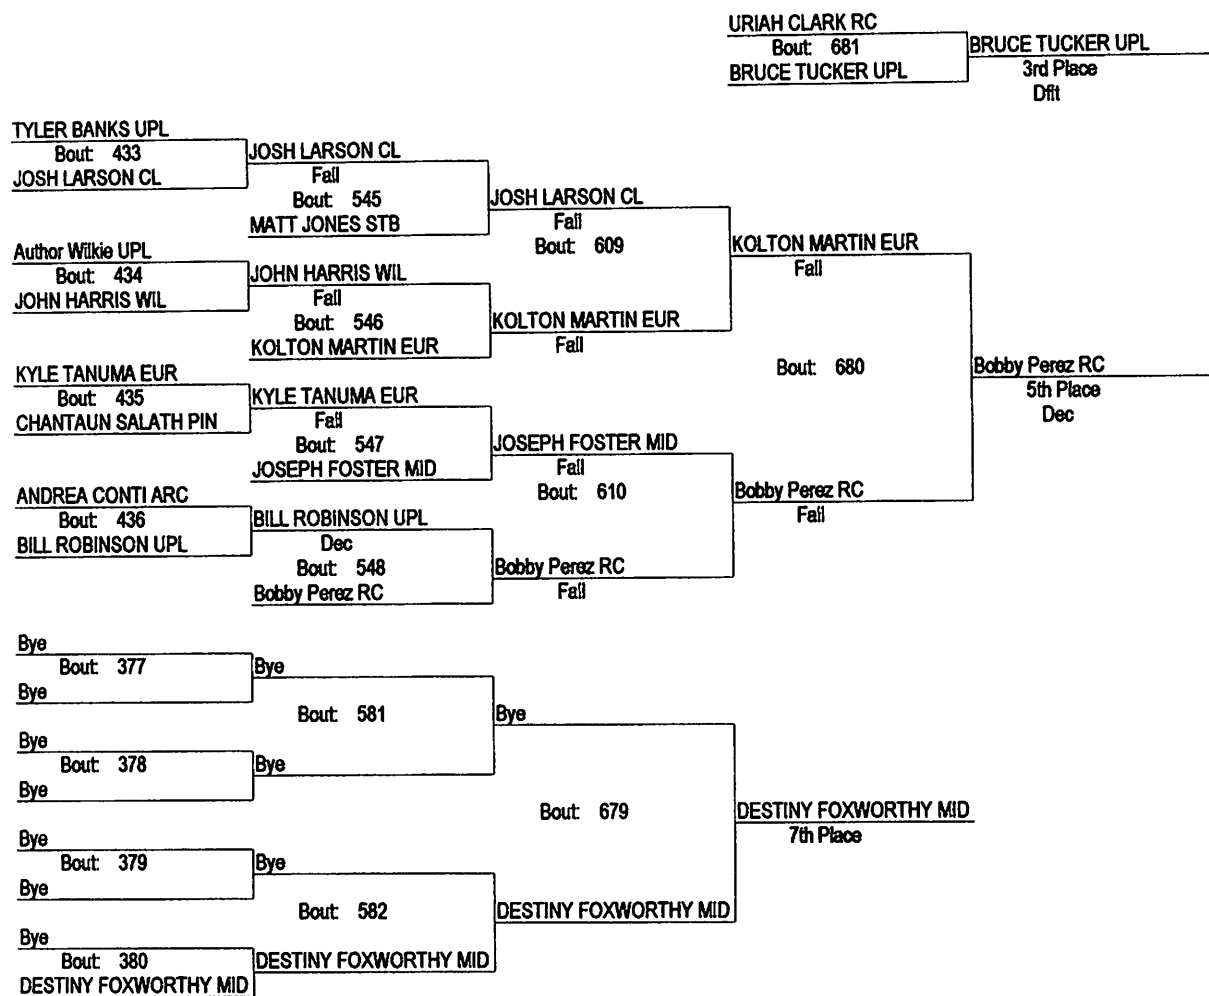 URIAH CLARK RC
Bout: 681
BRUCE TUCKER UPL
BRUCE TUCKER UPL
3rd Place
Dflt
TYLER BANKS UPL
Bout: 433
JOSH LARSON CL
JOSH LARSON CL
Fall
Bout: 545
MATT JONES STB
JOSH LARSON CL
Fall
Bout: 609
Author Wilkie UPL
Bout: 434
JOHN HARRIS WIL
JOHN HARRIS WIL
Fall
Bout: 546
KOLTON MARTIN EUR
KOLTON MARTIN EUR
Fall
KOLTON MARTIN EUR
Fall
Bout: 680
KYLE TANUMA EUR
Bout: 435
CHANTAUN SALATH PIN
KYLE TANUMA EUR
Fall
Bout: 547
JOSEPH FOSTER MID
JOSEPH FOSTER MID
Fall
Bout: 610
ANDREA CONTI ARC
Bout: 436
BILL ROBINSON UPL
BILL ROBINSON UPL
Dec
Bout: 548
Bobby Perez RC
Bobby Perez RC
Fall
Bobby Perez RC
Fall
Bobby Perez RC
5th Place
Dec
Bye
Bout: 377
Bye
Bye
Bout: 581
Bye
Bye
Bout: 378
Bye
Bye
Bout: 679
Bye
Bout: 379
Bye
Bye
Bout: 582
DESTINY FOXWORTHY MID
Bye
Bout: 380
DESTINY FOXWORTHY MID
DESTINY FOXWORTHY MID
DESTINY FOXWORTHY MID
7th Place